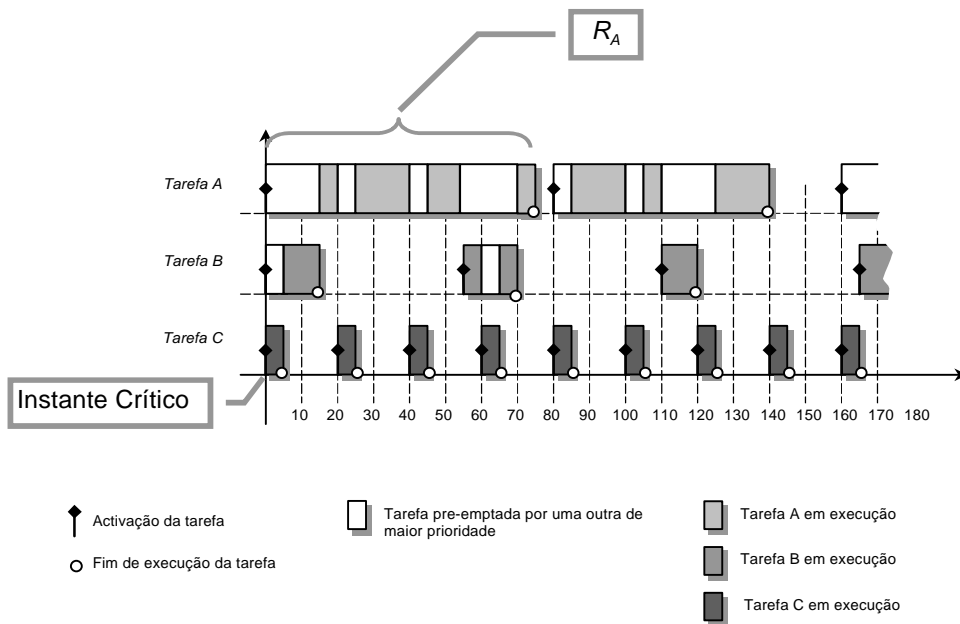 R_A
Tarefa A
Tarefa B
Tarefa C
Instante Crítico
10 20 30 40 50 60 70 80 90 100 110 120 130 140 150 160 170 180
Activação da tarefa
Fim de execução da tarefa
Tarefa pre-emptada por uma outra de
maior prioridade
Tarefa A em execução
Tarefa B em execução
Tarefa C em execução